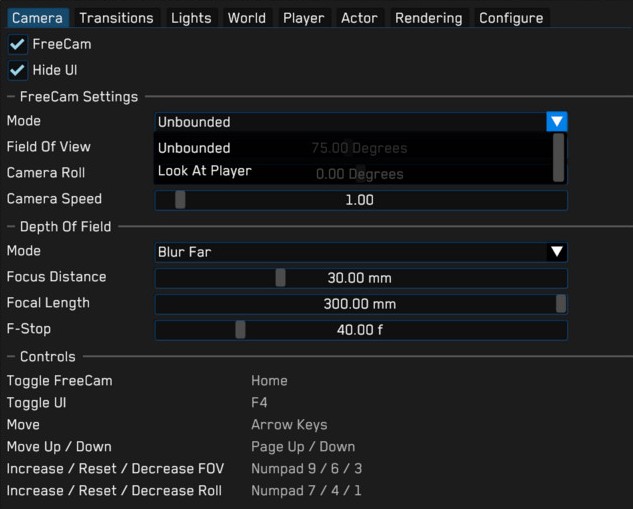 Camera Transitions Lights World Player Actor Rendering Configure
FreeCam
Hide UI
FreeCam Settings
Mode Unbounded
Field Of View Unbounded 75.00 Degrees
Camera Roll Look At Player 0.00 Degrees
Camera Speed 1.00
Depth Of Field
Mode Blur Far
Focus Distance 30.00 mm
Focal Length 300.00 mm
F-Stop 40.00 f
Controls
Toggle FreeCam Home
Toggle UI F4
Move Arrow Keys
Move Up / Down Page Up / Down
Increase / Reset / Decrease FOV Numpad 9 / 6 / 3
Increase / Reset / Decrease Roll Numpad 7 / 4 / 1